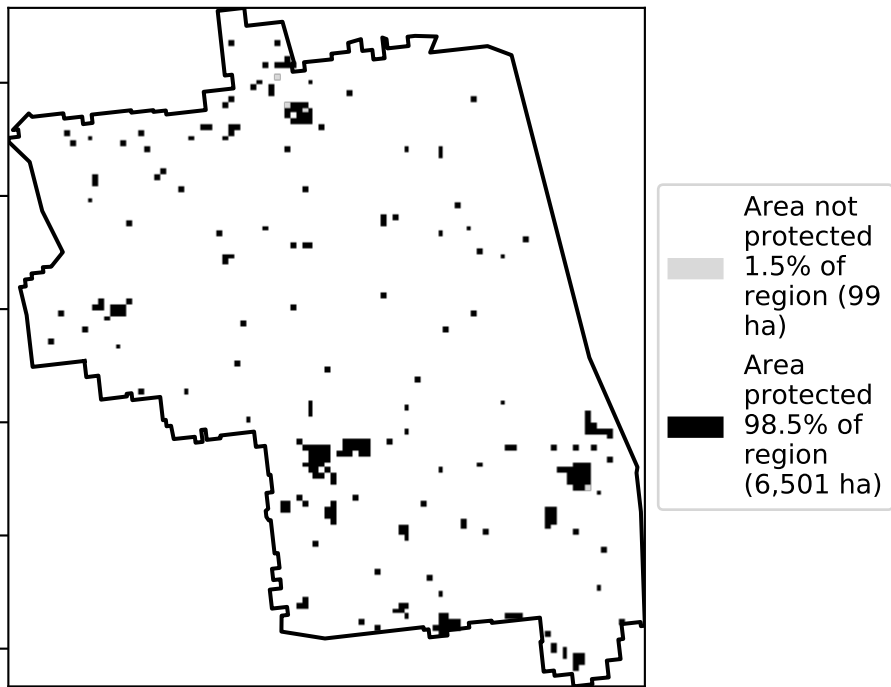 Area not
protected
1.5% of
region (99
ha)
Area
protected
98.5% of
region
(6,501 ha)